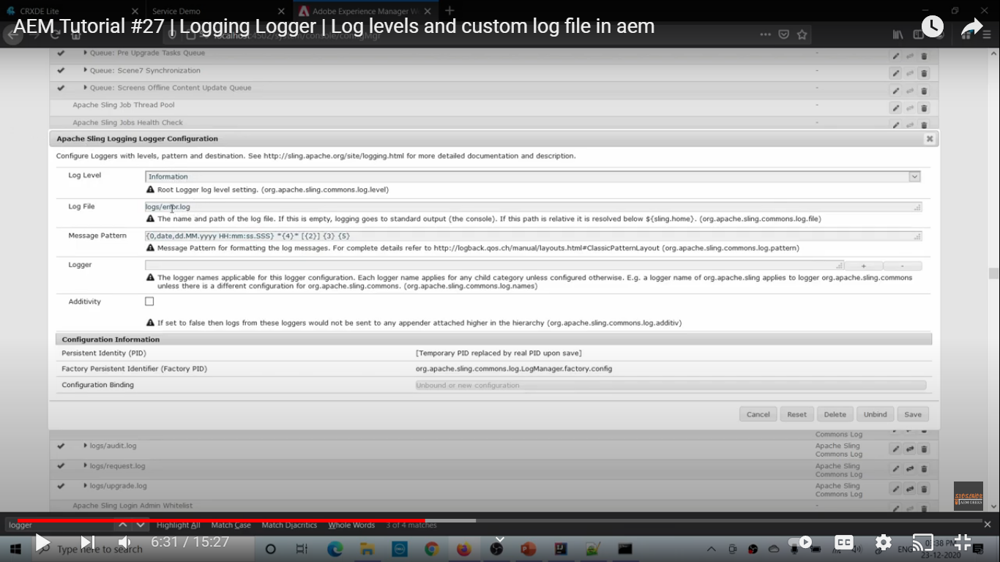 CRXDE Lite
Service Demo
Adobe Experience Manager W
AEM Tutorial #27 | Logging Logger | Log levels and custom log file in aem
Queue: Pre Upgrade Tasks Queue -
Queue: Scene7 Synchronization -
Queue: Screens Offline Content Update Queue -
Apache Sling Job Thread Pool -
Apache Sling Jobs Health Check -
Apache Sling Logging Logger Configuration
Configure Loggers with levels, pattern and destination. See http://sling.apache.org/site/logging.html for more detailed documentation and description.
Log Level
Information
Root Logger log level setting. (org.apache.sling.commons.log.level)
Log File
logs/error.log
The name and path of the log file. If this is empty, logging goes to standard output (the console). If this path is relative it is resolved below ${sling.home}. (org.apache.sling.commons.log.file)
Message Pattern
{0,date,dd.MM.yyyy HH:mm:ss.SSS} *{4}* [{2}] {3} {5}
Message Pattern for formatting the log messages. For complete details refer to http://logback.qos.ch/manual/layouts.html#ClassicPatternLayout (org.apache.sling.commons.log.pattern)
Logger
+ -
The logger names applicable for this logger configuration. Each logger name applies for any child category unless configured otherwise. E.g. a logger name of org.apache.sling applies to logger org.apache.sling.commons
unless there is a different configuration for org.apache.sling.commons. (org.apache.sling.commons.log.names)
Additivity
If set to false then logs from these loggers would not be sent to any appender attached higher in the hierarchy (org.apache.sling.commons.log.additiv)
Configuration Information
Persistent Identity (PID) [Temporary PID replaced by real PID upon save]
Factory Persistent Identifier (Factory PID) org.apache.sling.commons.log.LogManager.factory.config
Configuration Binding Unbound or new configuration
Cancel Reset Delete Unbind Save
Commons Log
logs/audit.log Apache Sling
Commons Log
logs/request.log Apache Sling
Commons Log
logs/upgrade.log Apache Sling
Commons Log
Apache Sling Login Admin Whitelist -
SUBSCRIBE
AEM GEEKS
logger Highlight All Match Case Match Diacritics Whole Words 3 of 4 matches
6:31 / 15:27
Type here to search
CC
ENG
03:38 PM
23-12-2020